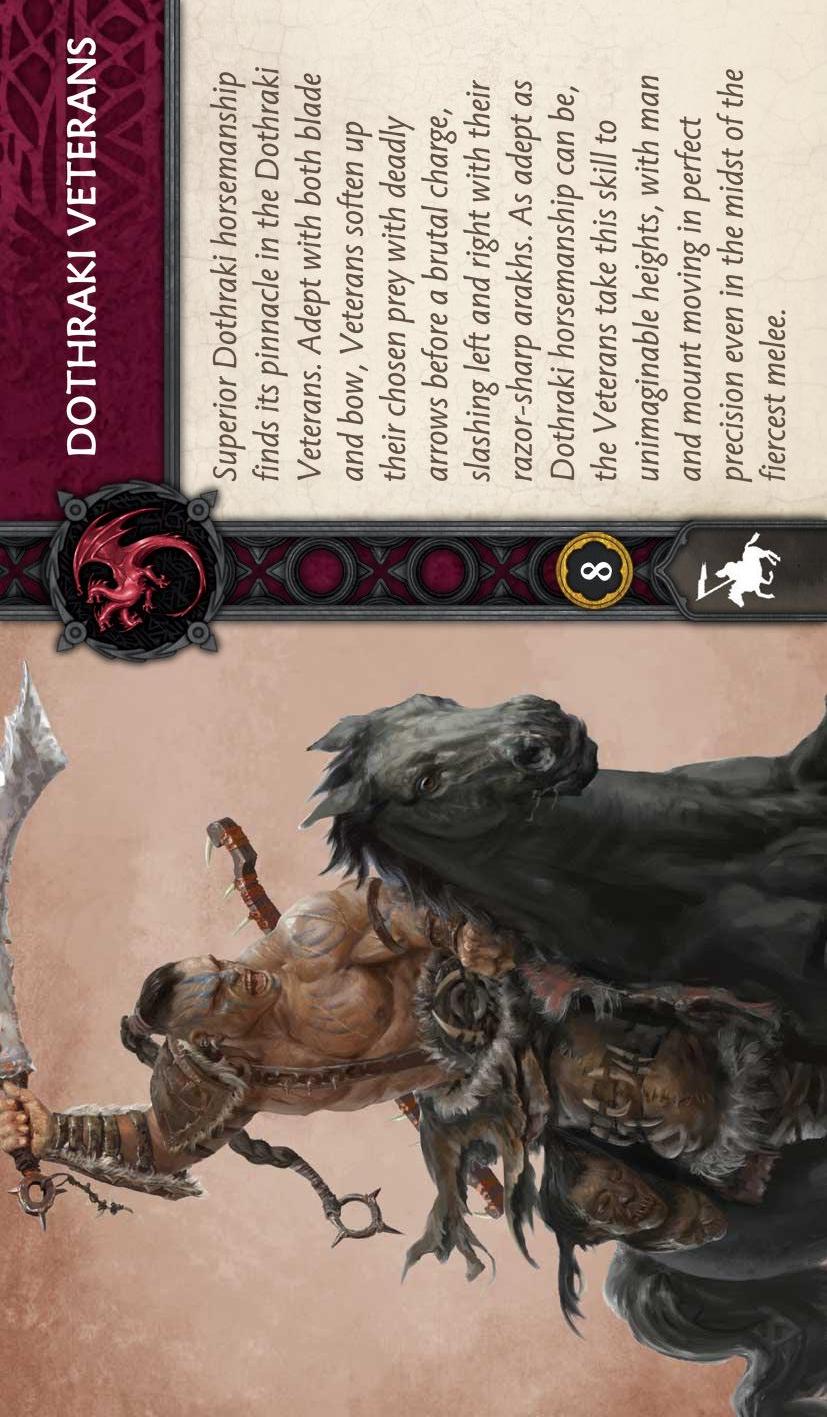 DOTHRAKI VETERANS
Superior Dothraki horsemanship
finds its pinnacle in the Dothraki
Veterans. Adept with both blade
and bow, Veterans soften up
their chosen prey with deadly
arrows before a brutal charge,
slashing left and right with their
razor-sharp arakhs. As adept as
Dothraki horsemanship can be,
the Veterans take this skill to
unimaginable heights, with man
and mount moving in perfect
precision even in the midst of the
fiercest melee.
8